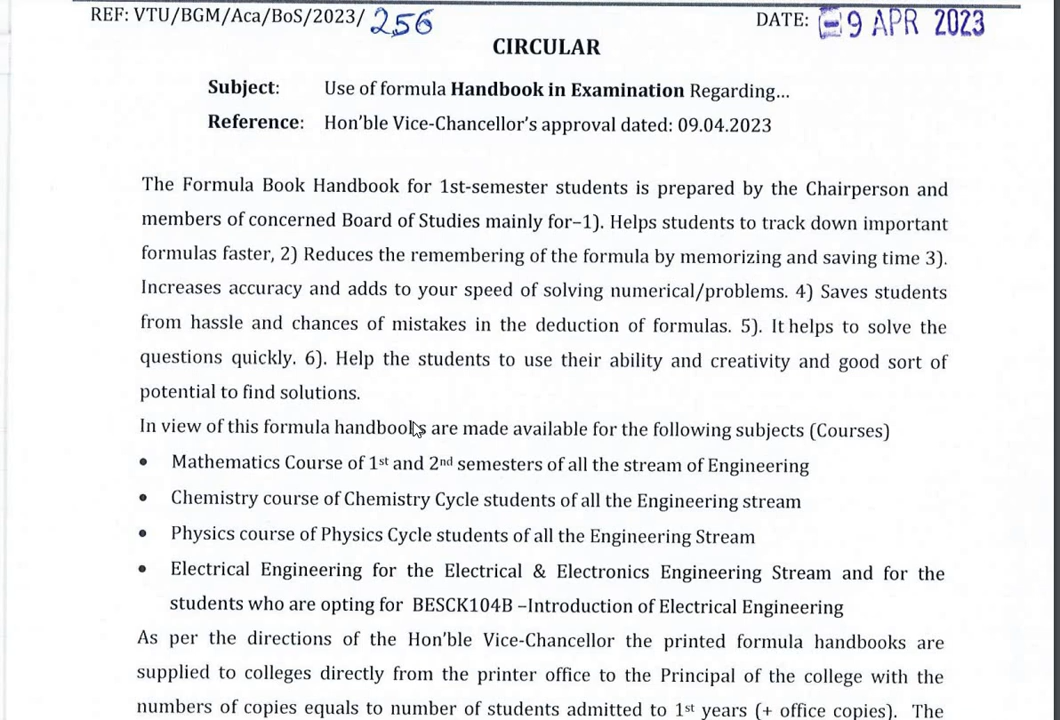 REF: VTU/BGM/Aca/BoS/2023/ 256 DATE: - 9 APR 2023
CIRCULAR
Subject: Use of formula Handbook in Examination Regarding...
Reference: Hon'ble Vice-Chancellor's approval dated: 09.04.2023
The Formula Book Handbook for 1st-semester students is prepared by the Chairperson and
members of concerned Board of Studies mainly for–1). Helps students to track down important
formulas faster, 2) Reduces the remembering of the formula by memorizing and saving time 3).
Increases accuracy and adds to your speed of solving numerical/problems. 4) Saves students
from hassle and chances of mistakes in the deduction of formulas. 5). It helps to solve the
questions quickly. 6). Help the students to use their ability and creativity and good sort of
potential to find solutions.
In view of this formula handbooks are made available for the following subjects (Courses)
• Mathematics Course of 1st and 2nd semesters of all the stream of Engineering
• Chemistry course of Chemistry Cycle students of all the Engineering stream
• Physics course of Physics Cycle students of all the Engineering Stream
• Electrical Engineering for the Electrical & Electronics Engineering Stream and for the
students who are opting for BESCK104B –Introduction of Electrical Engineering
As per the directions of the Hon'ble Vice-Chancellor the printed formula handbooks are
supplied to colleges directly from the printer office to the Principal of the college with the
numbers of copies equals to number of students admitted to 1st years (+ office copies). The